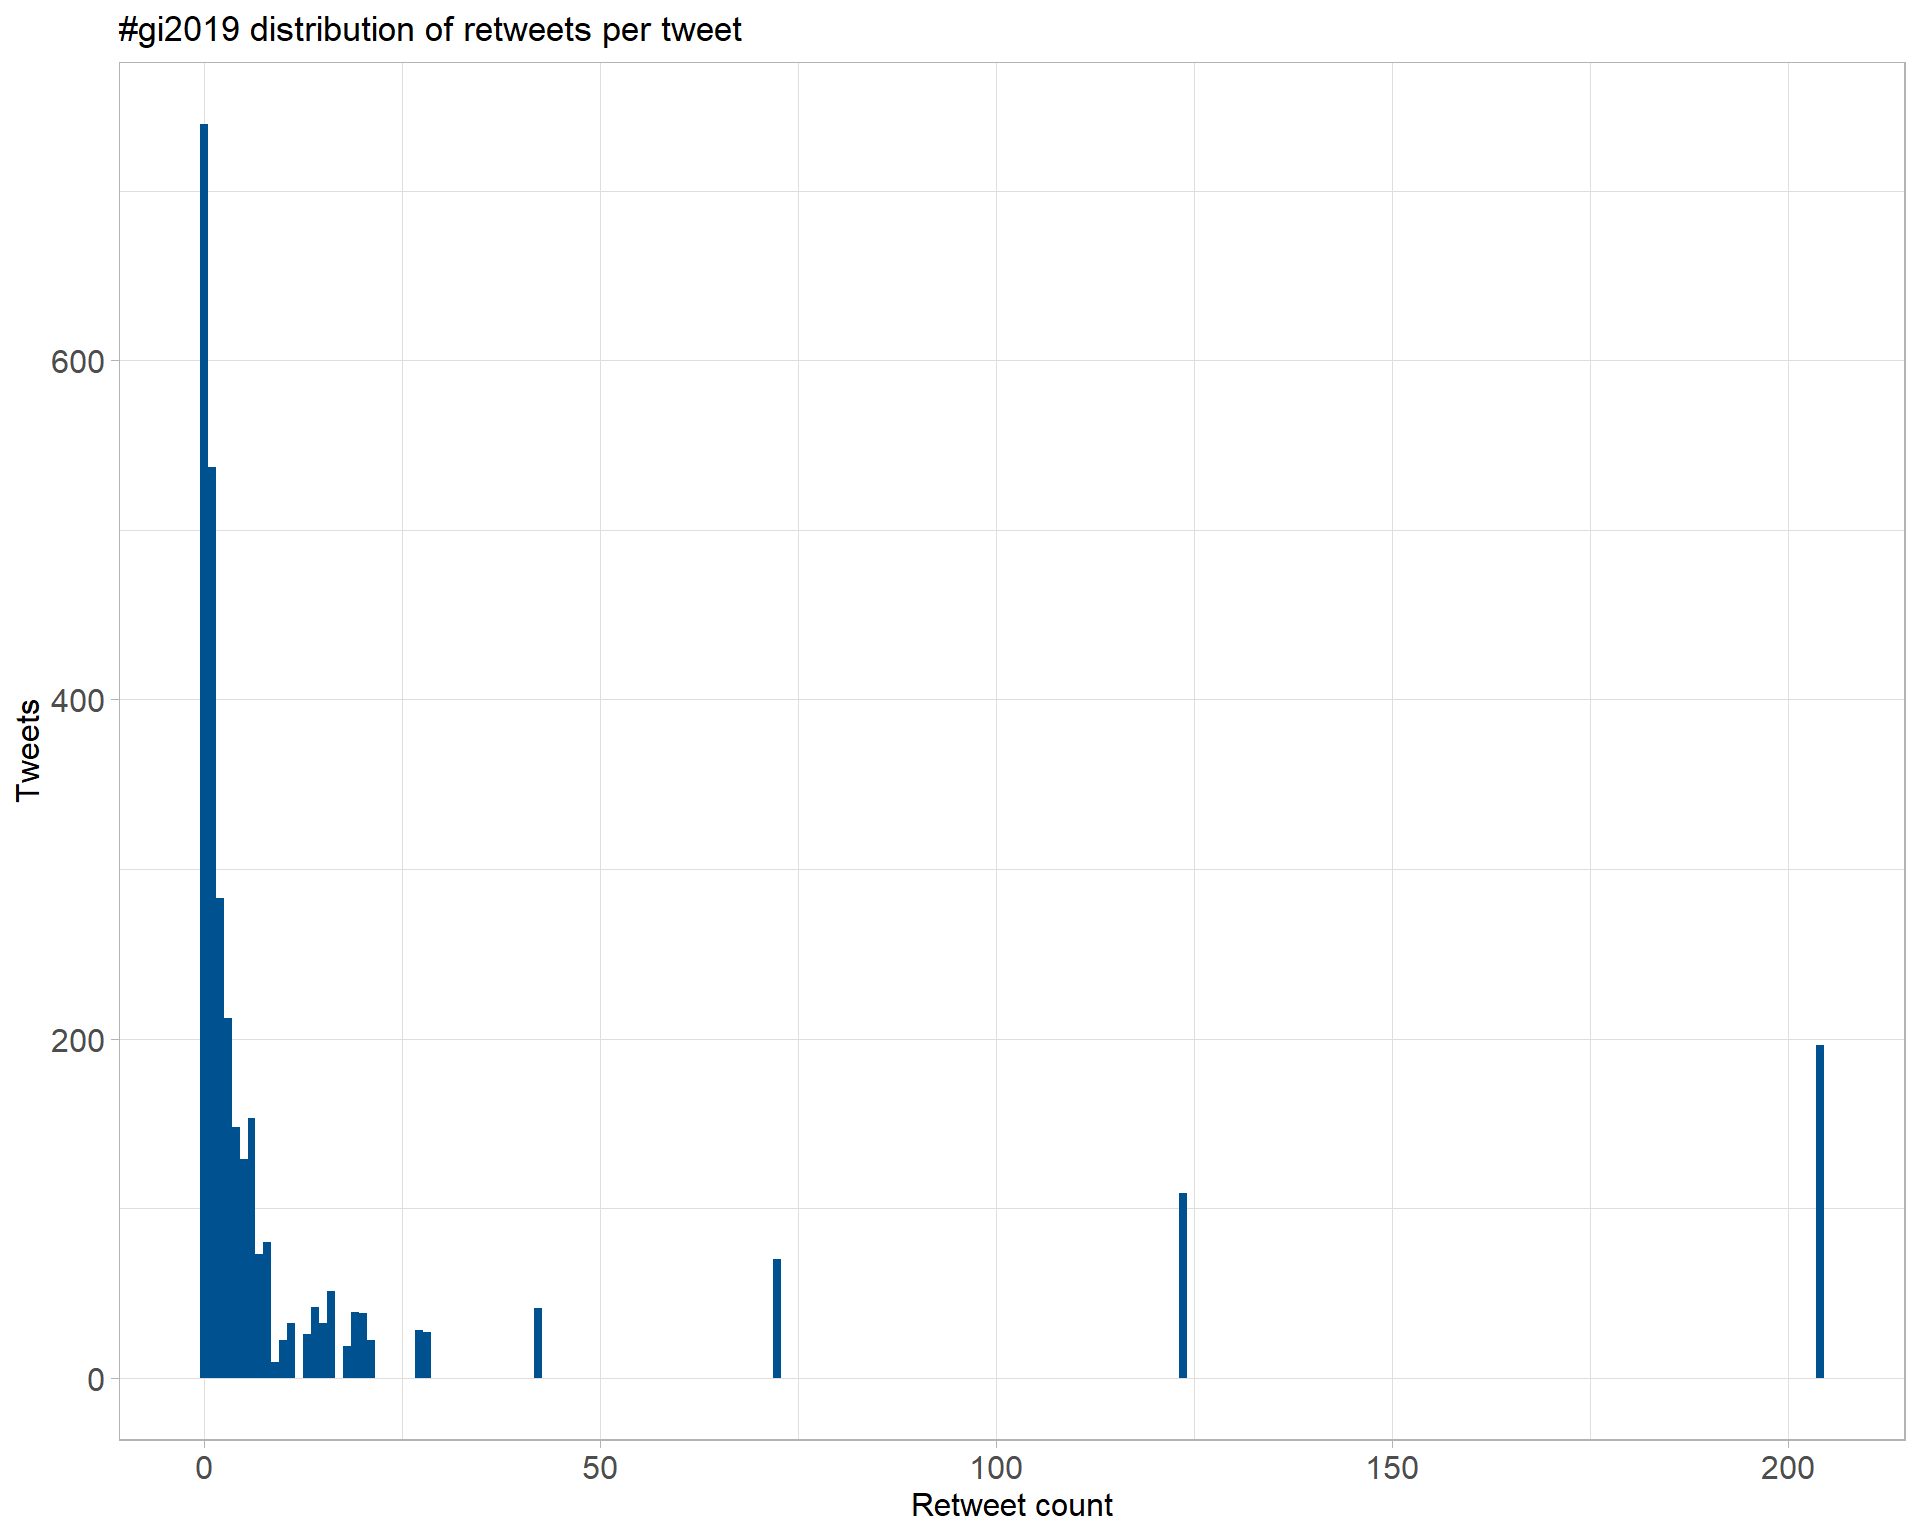 #gi2019 distribution of retweets per tweet
600
400
200
0
Tweets
0 50 100 150 200
Retweet count